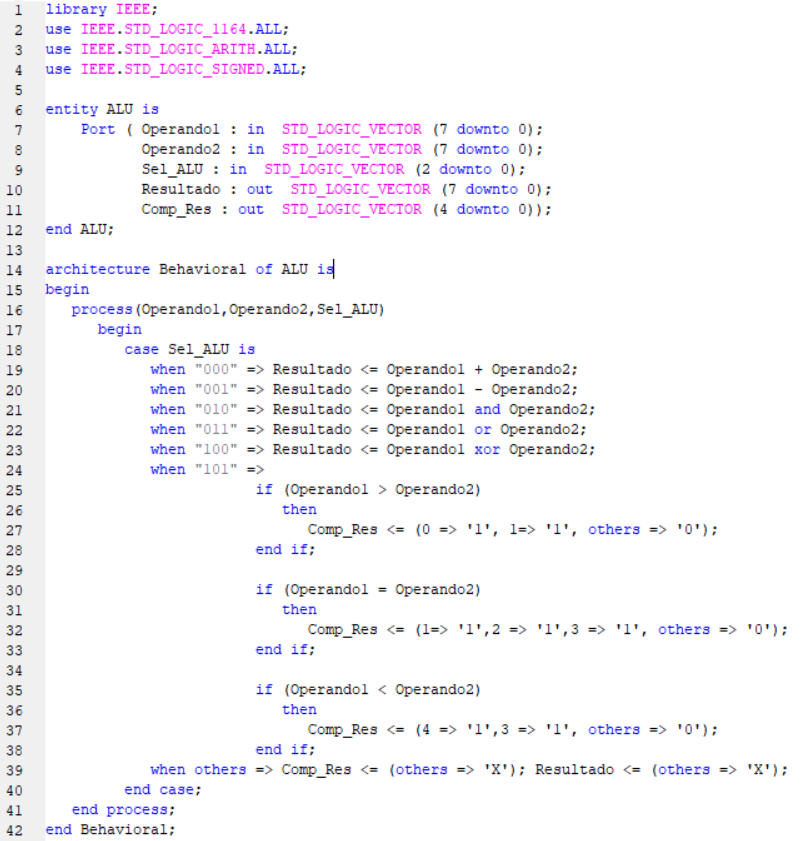 1 library IEEE;
2 use IEEE.STD_LOGIC_1164.ALL;
3 use IEEE.STD_LOGIC_ARITH.ALL;
4 use IEEE.STD_LOGIC_SIGNED.ALL;
5
6 entity ALU is
7     Port ( Operando1 : in  STD_LOGIC_VECTOR (7 downto 0);
8            Operando2 : in  STD_LOGIC_VECTOR (7 downto 0);
9            Sel_ALU : in  STD_LOGIC_VECTOR (2 downto 0);
10            Resultado : out  STD_LOGIC_VECTOR (7 downto 0);
11            Comp_Res : out  STD_LOGIC_VECTOR (4 downto 0));
12 end ALU;
13
14 architecture Behavioral of ALU is
15 begin
16    process(Operando1,Operando2,Sel_ALU)
17       begin
18          case Sel_ALU is
19             when "000" => Resultado <= Operando1 + Operando2;
20             when "001" => Resultado <= Operando1 - Operando2;
21             when "010" => Resultado <= Operando1 and Operando2;
22             when "011" => Resultado <= Operando1 or Operando2;
23             when "100" => Resultado <= Operando1 xor Operando2;
24             when "101" =>
25                         if (Operando1 > Operando2)
26                            then
27                               Comp_Res <= (0 => '1', 1=> '1', others => '0');
28                         end if;
29
30                         if (Operando1 = Operando2)
31                            then
32                               Comp_Res <= (1=> '1',2 => '1',3 => '1', others => '0');
33                         end if;
34
35                         if (Operando1 < Operando2)
36                            then
37                               Comp_Res <= (4 => '1',3 => '1', others => '0');
38                         end if;
39             when others => Comp_Res <= (others => 'X'); Resultado <= (others => 'X');
40          end case;
41    end process;
42 end Behavioral;